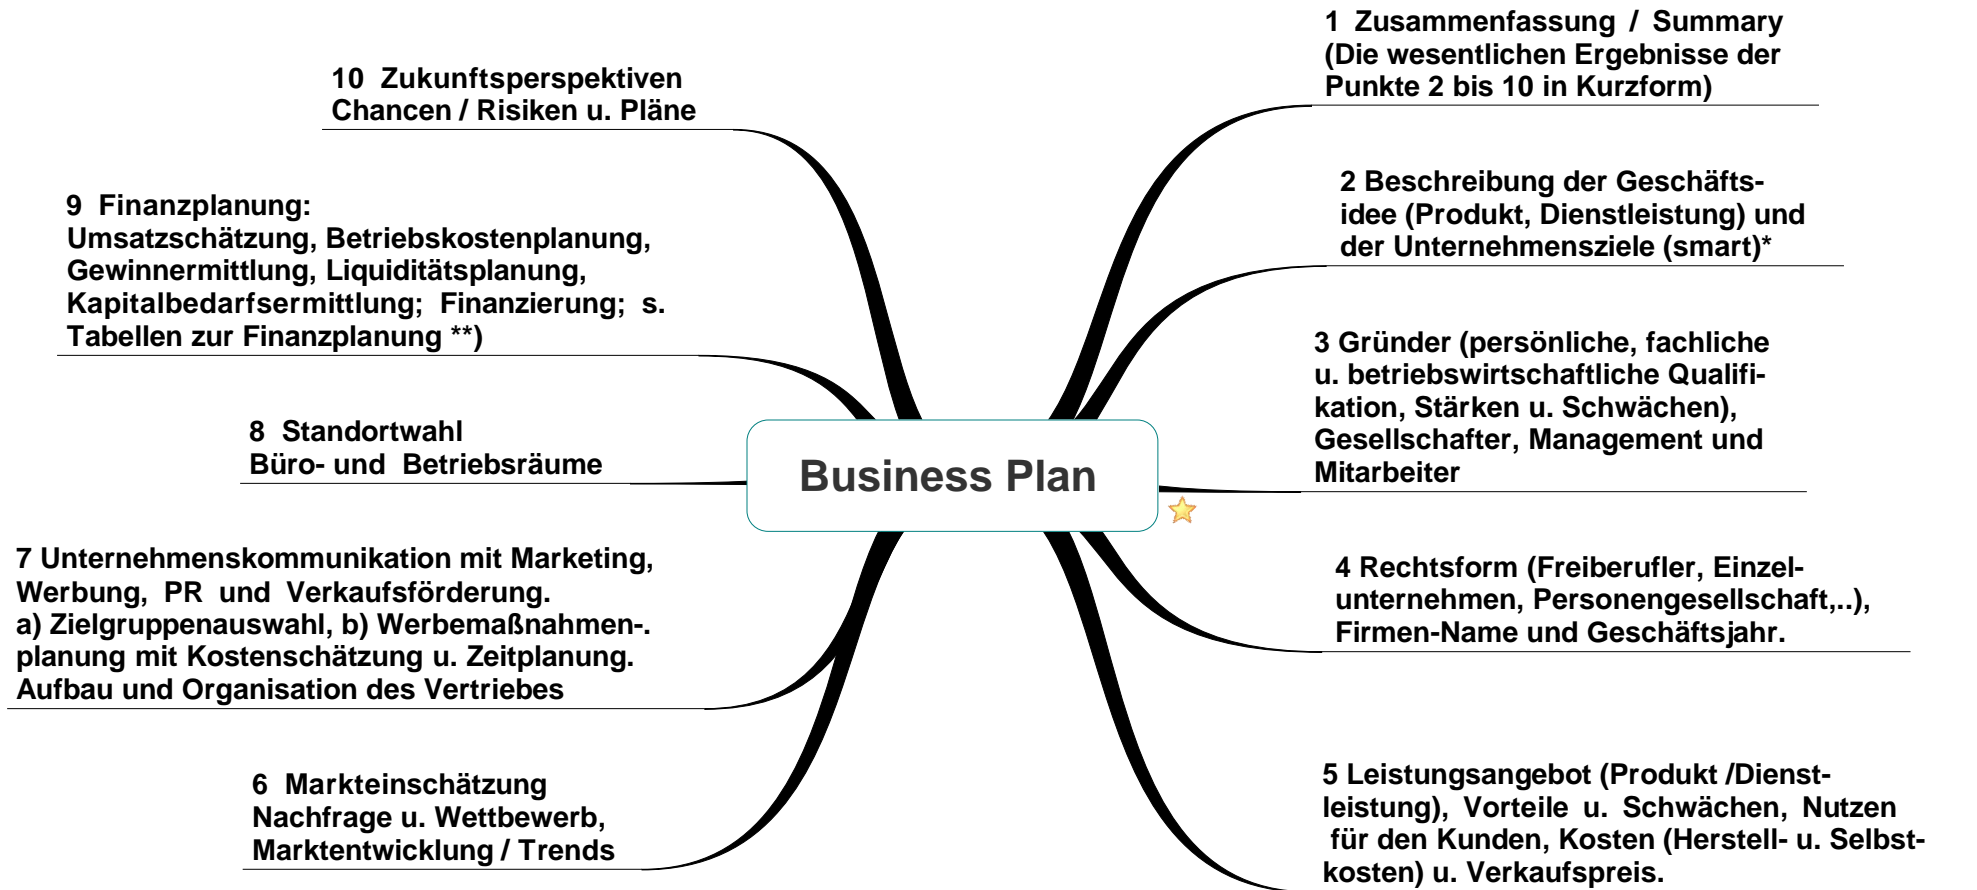 Business Plan
1 Zusammenfassung / Summary
(Die wesentlichen Ergebnisse der
Punkte 2 bis 10 in Kurzform)
2 Beschreibung der Geschäfts-
idee (Produkt, Dienstleistung) und
der Unternehmensziele (smart)*
3 Gründer (persönliche, fachliche
u. betriebswirtschaftliche Qualifi-
kation, Stärken u. Schwächen),
Gesellschafter, Management und
Mitarbeiter
4 Rechtsform (Freiberufler, Einzel-
unternehmen, Personengesellschaft,..),
Firmen-Name und Geschäftsjahr.
5 Leistungsangebot (Produkt /Dienst-
leistung), Vorteile u. Schwächen, Nutzen
für den Kunden, Kosten (Herstell- u. Selbst-
kosten) u. Verkaufspreis.
6 Markteinschätzung
Nachfrage u. Wettbewerb,
Marktentwicklung / Trends
7 Unternehmenskommunikation mit Marketing,
Werbung, PR und Verkaufsförderung.
a) Zielgruppenauswahl, b) Werbemaßnahmen-.
planung mit Kostenschätzung u. Zeitplanung.
Aufbau und Organisation des Vertriebes
8 Standortwahl
Büro- und Betriebsräume
9 Finanzplanung:
Umsatzschätzung, Betriebskostenplanung,
Gewinnermittlung, Liquiditätsplanung,
Kapitalbedarfsermittlung; Finanzierung; s.
Tabellen zur Finanzplanung **)
10 Zukunftsperspektiven
Chancen / Risiken u. Pläne